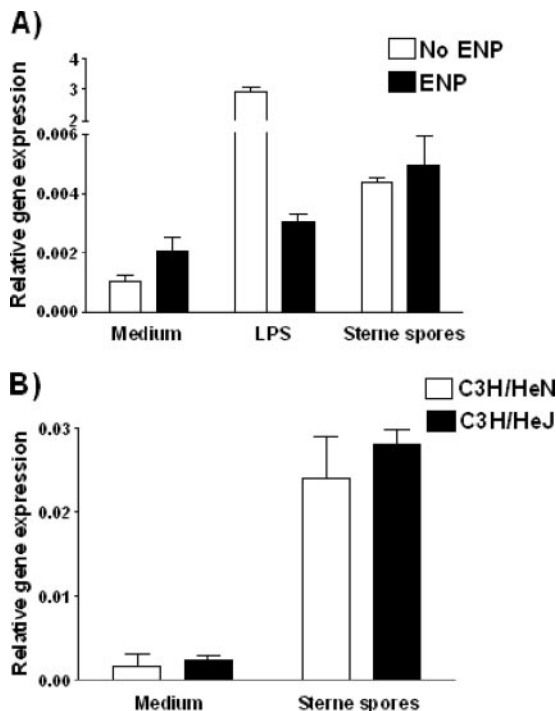 A)
No ENP
ENP
Relative gene expression
4
3
2
0.006
0.004
0.002
0.000
Medium LPS Sterne spores
B)
C3H/HeN
C3H/HeJ
Relative gene expression
0.03
0.02
0.01
0.00
Medium Sterne spores